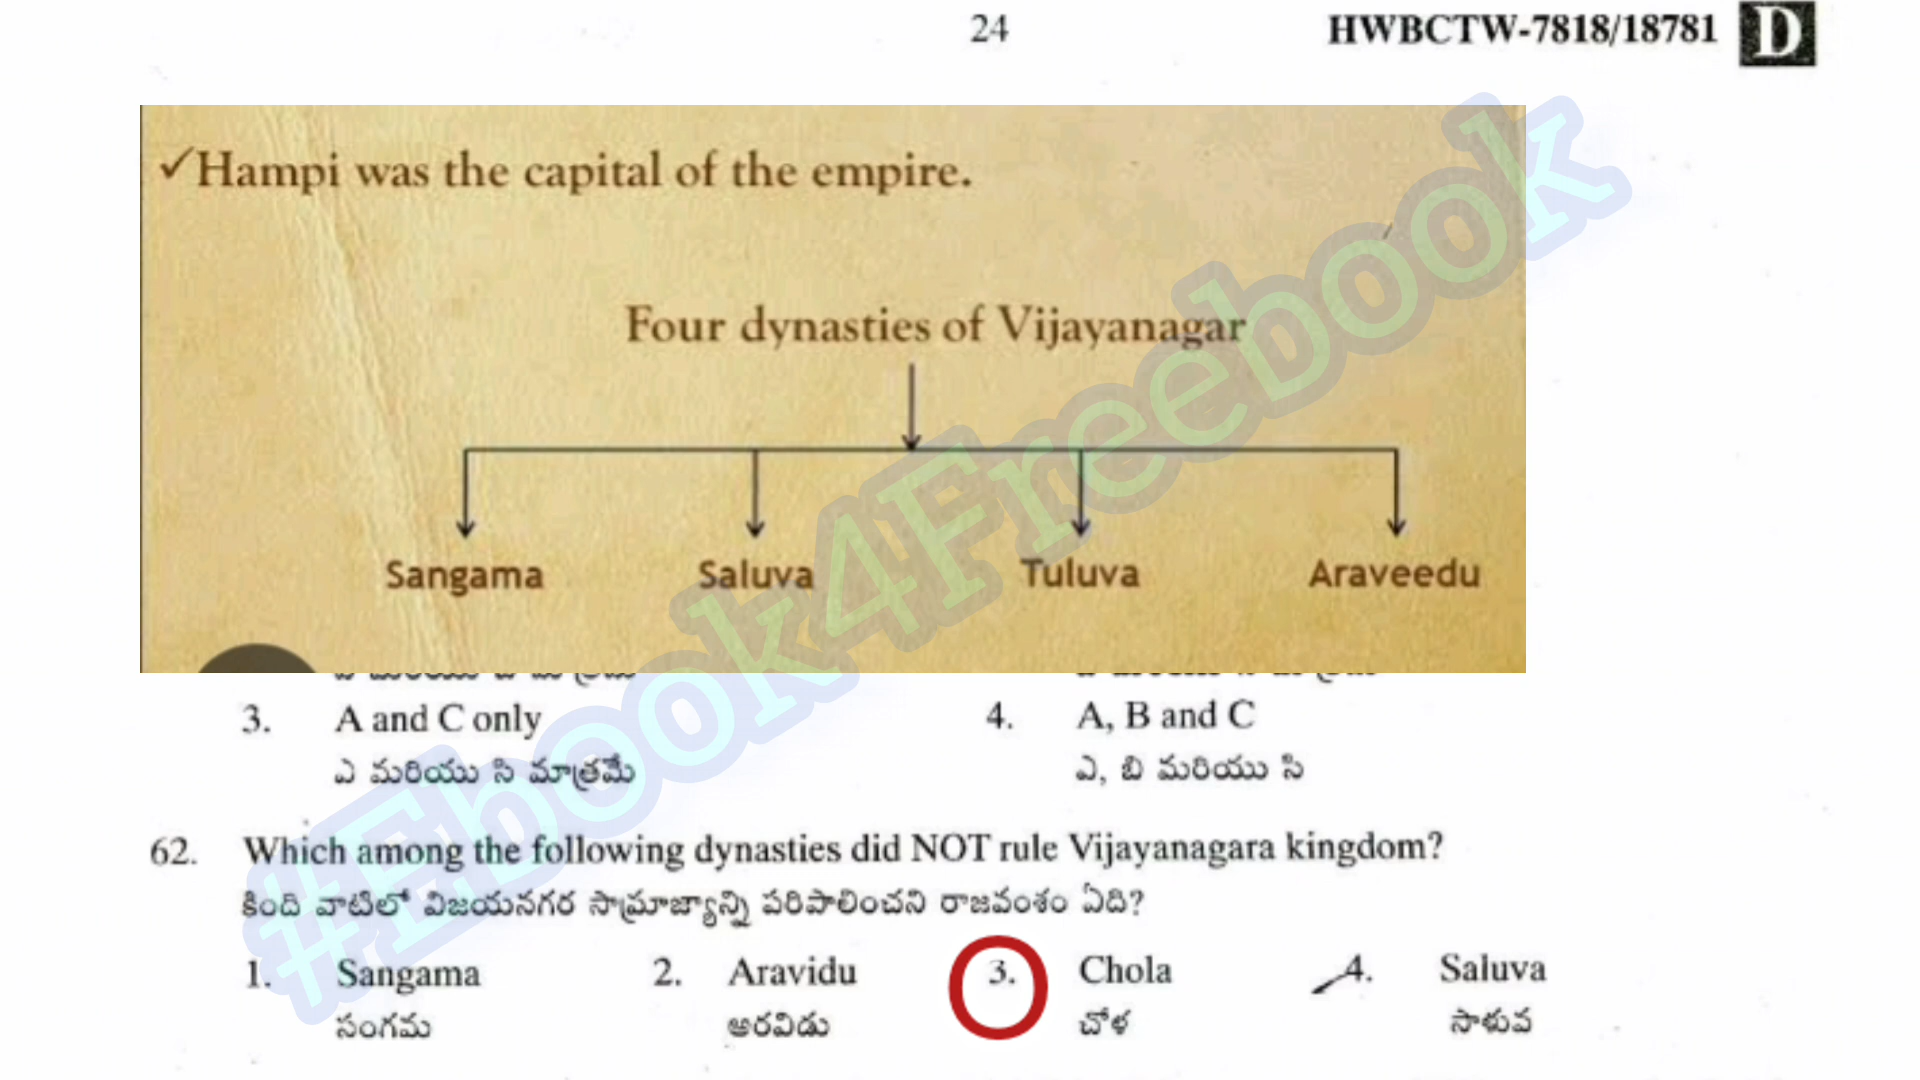 24
HWBCTW-7818/18781 D
✓Hampi was the capital of the empire.
Four dynasties of Vijayanagar
Sangama Saluva Tuluva Araveedu
3. A and C only 4. A, B and C
ఎ మరియు సి మాత్రమే ఎ, బి మరియు సి
62. Which among the following dynasties did NOT rule Vijayanagara kingdom?
కింది వాటిలో విజయనగర సామ్రాజ్యాన్ని పరిపాలించని రాజవంశం ఏది?
1. Sangama 2. Aravidu 3. Chola 4. Saluva
సంగమ అరవిడు చోళ సాళువ
#Ebook4Freebook